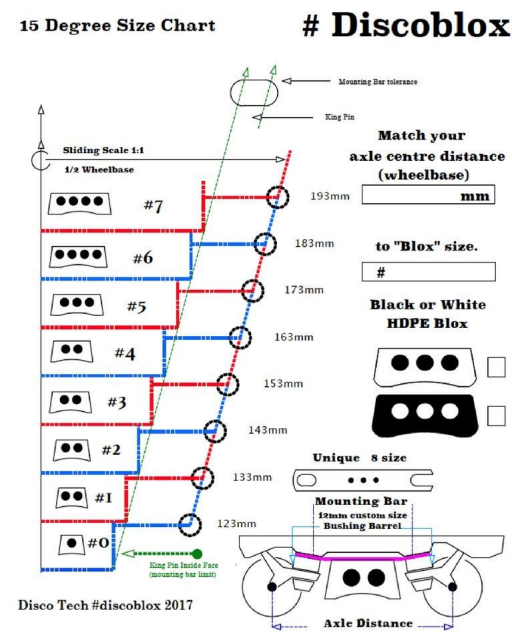 15 Degree Size Chart
# Discoblox
Mounting Bar tolerance
King Pin
Sliding Scale 1:1
1/2 Wheelbase
Match your
axle centre distance
(wheelbase)
mm
to "Blox" size.
#
Black or White
HDPE Blox
#7
193mm
#6
183mm
#5
173mm
#4
163mm
#3
153mm
#2
143mm
#1
133mm
#0
123mm
Unique 8 size
Mounting Bar
12mm custom size
Bushing Barrel
King Pin Inside Face
(mounting bar limit)
Disco Tech #discoblox 2017
Axle Distance